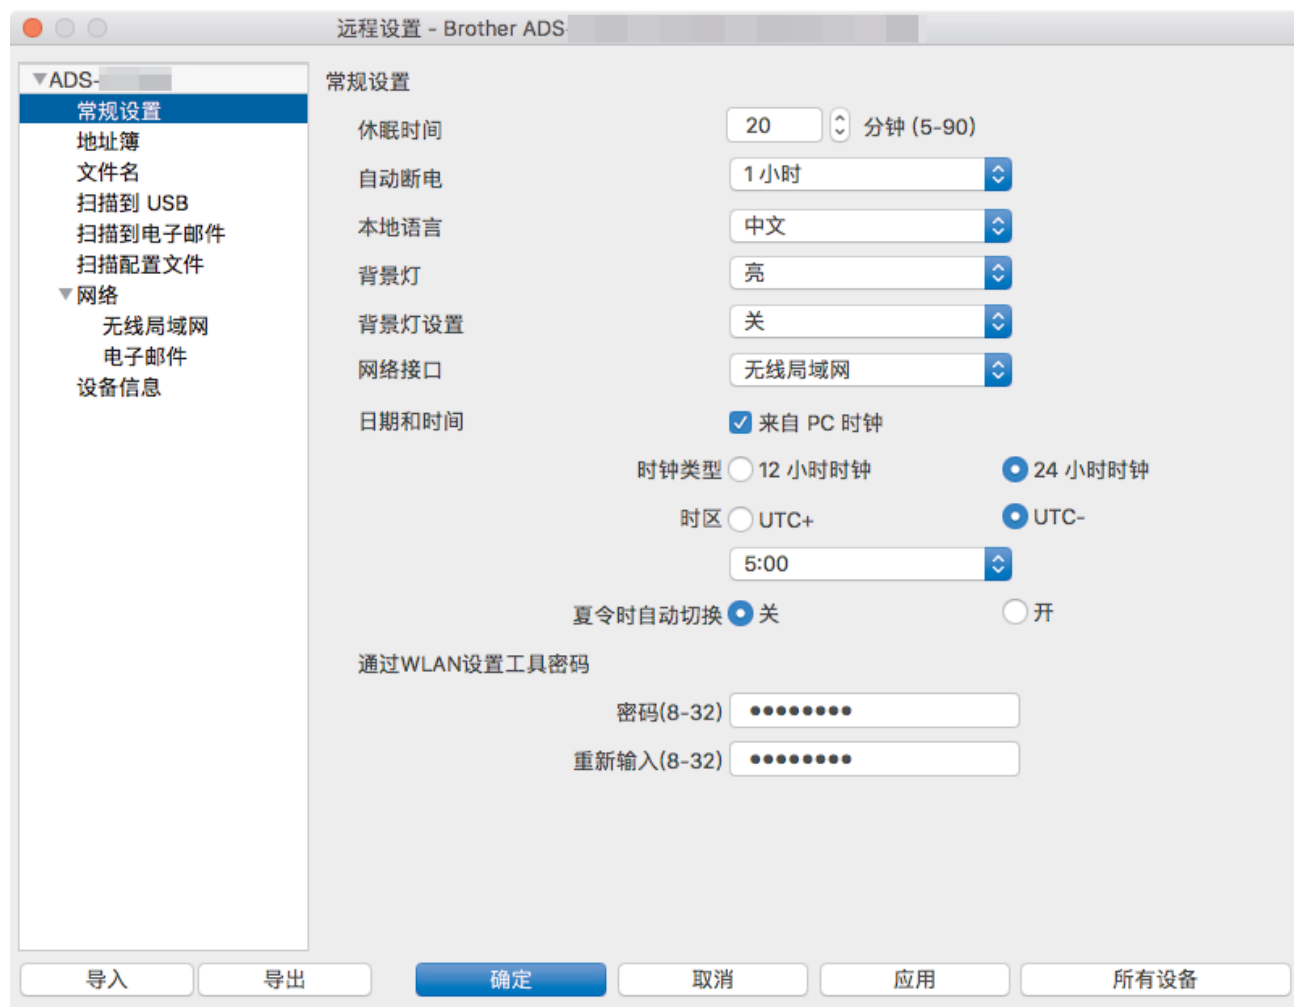 远程设置 - Brother ADS-
ADS-
常规设置
地址簿
文件名
扫描到 USB
扫描到电子邮件
扫描配置文件
网络
无线局域网
电子邮件
设备信息
常规设置
休眠时间 20 分钟 (5-90)
自动断电 1 小时
本地语言 中文
背景灯 亮
背景灯设置 关
网络接口 无线局域网
日期和时间 来自 PC 时钟
时钟类型 12 小时时钟 24 小时时钟
时区 UTC+ UTC-
5:00
夏令时自动切换 关 开
通过WLAN设置工具密码
密码(8-32) ●●●●●●●●
重新输入(8-32) ●●●●●●●●
导入 导出 确定 取消 应用 所有设备